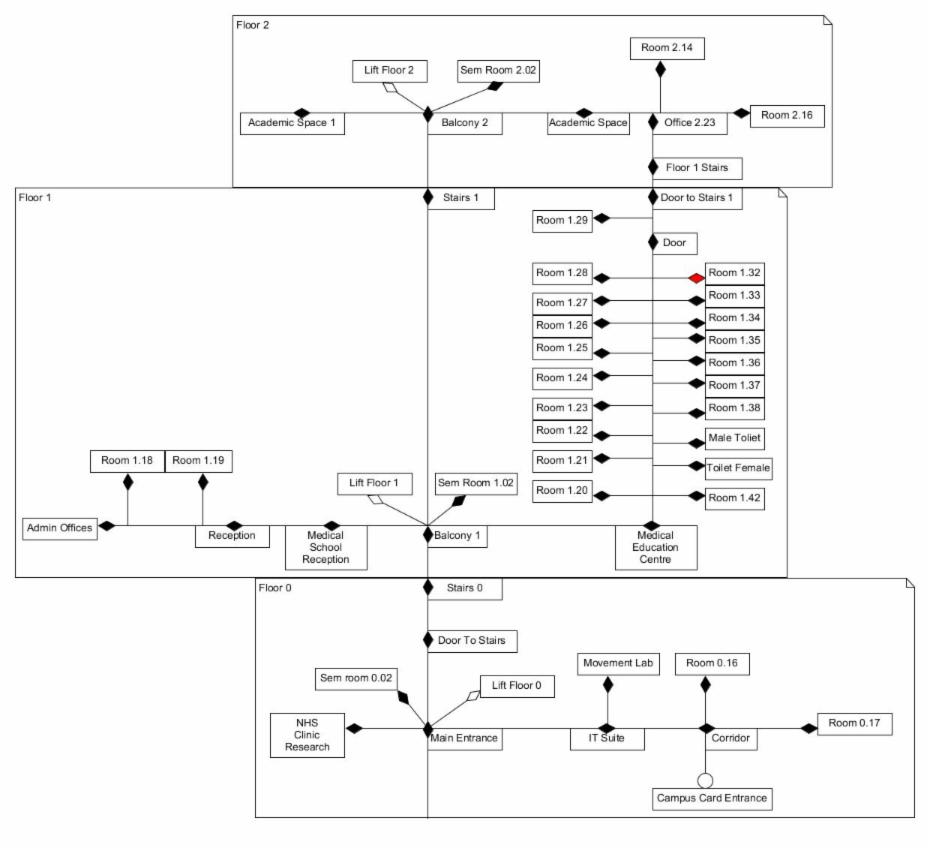 Floor 2
Room 2.14
Lift Floor 2
Sem Room 2.02
Academic Space 1
Balcony 2
Academic Space
Office 2.23
Room 2.16
Floor 1 Stairs
Floor 1
Stairs 1
Door to Stairs 1
Room 1.29
Door
Room 1.28
Room 1.32
Room 1.27
Room 1.33
Room 1.26
Room 1.34
Room 1.25
Room 1.35
Room 1.24
Room 1.36
Room 1.37
Room 1.23
Room 1.38
Room 1.22
Male Toliet
Room 1.21
Toilet Female
Room 1.20
Room 1.42
Room 1.18
Room 1.19
Lift Floor 1
Sem Room 1.02
Admin Offices
Reception
Medical
School
Reception
Balcony 1
Medical
Education
Centre
Floor 0
Stairs 0
Door To Stairs
Sem room 0.02
Lift Floor 0
Movement Lab
Room 0.16
NHS
Clinic
Research
Main Entrance
IT Suite
Corridor
Room 0.17
Campus Card Entrance